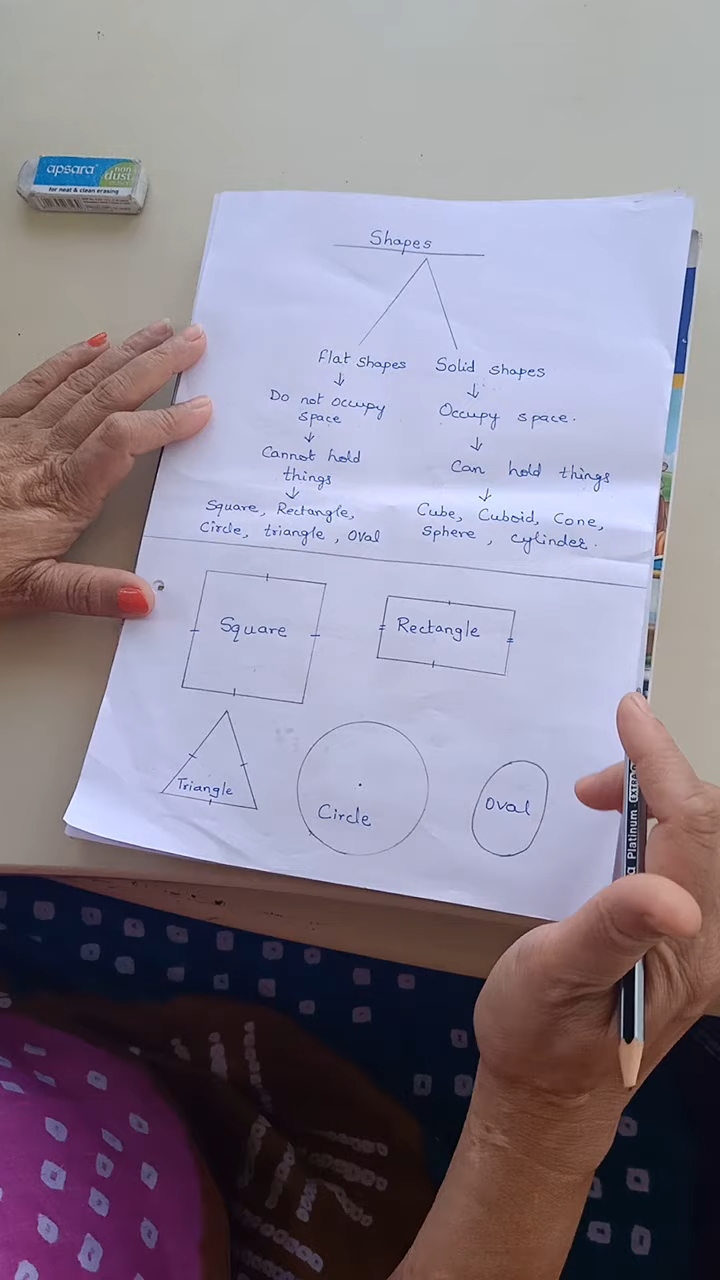 apsara
non
dust
for neat & clean erasing
Shapes
Flat Shapes
Solid shapes
Do not occupy
space
Occupy space.
Cannot hold
things
Can hold things
Square, Rectangle,
Circle, triangle, Oval
Cube, Cuboid, Cone,
Sphere, Cylinder.
Square
Rectangle
Triangle
Circle
Oval
Platinum EXTRA